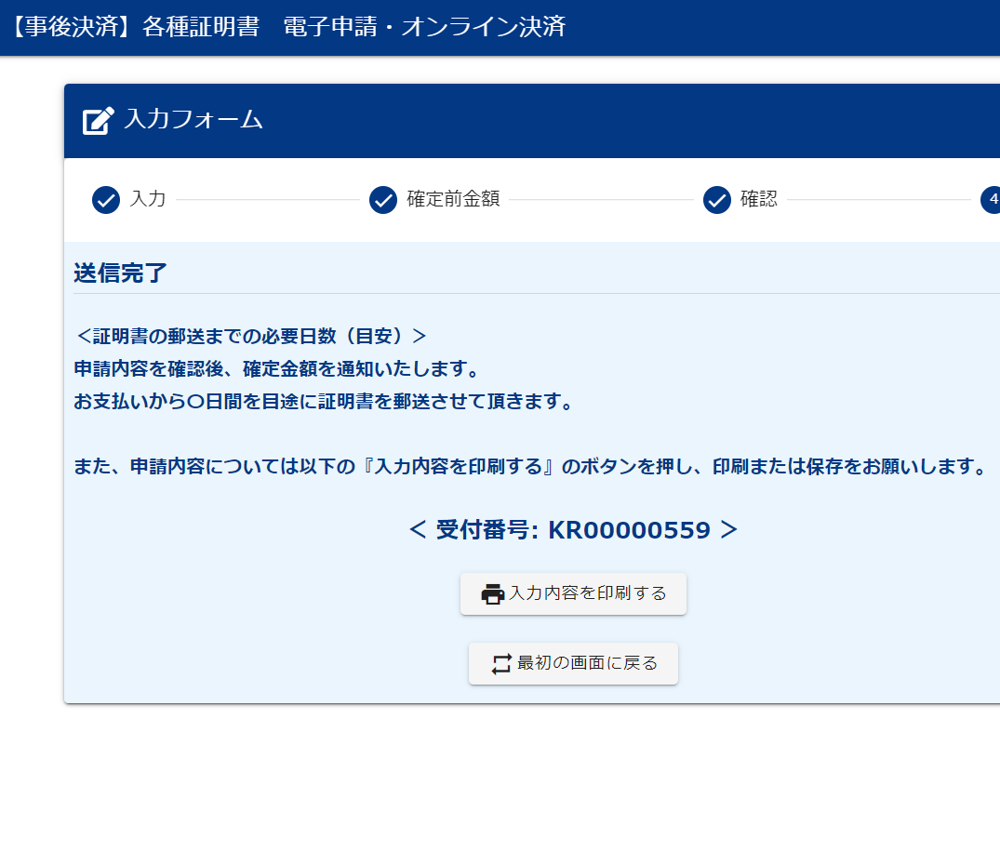 【事後決済】各種証明書　電子申請・オンライン決済
入力フォーム
入力 確定前金額 確認 4
送信完了
＜証明書の郵送までの必要日数（目安）＞
申請内容を確認後、確定金額を通知いたします。
お支払いから〇日間を目途に証明書を郵送させて頂きます。
また、申請内容については以下の『入力内容を印刷する』のボタンを押し、印刷または保存をお願いします。
＜ 受付番号: KR00000559 ＞
入力内容を印刷する
最初の画面に戻る